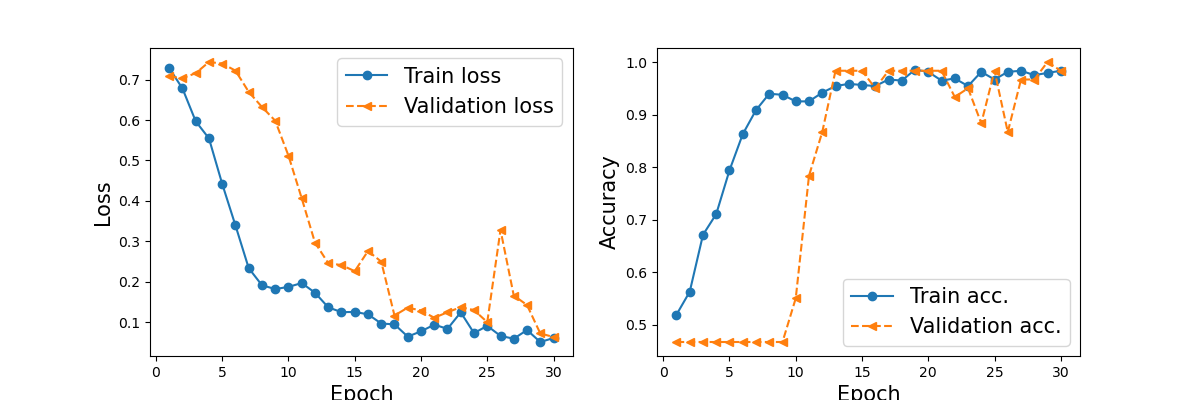 Loss
0.7
0.6
0.5
0.4
0.3
0.2
0.1
Train loss
Validation loss
0 5 10 15 20 25 30
Epoch
Accuracy
1.0
0.9
0.8
0.7
0.6
0.5
Train acc.
Validation acc.
0 5 10 15 20 25 30
Epoch